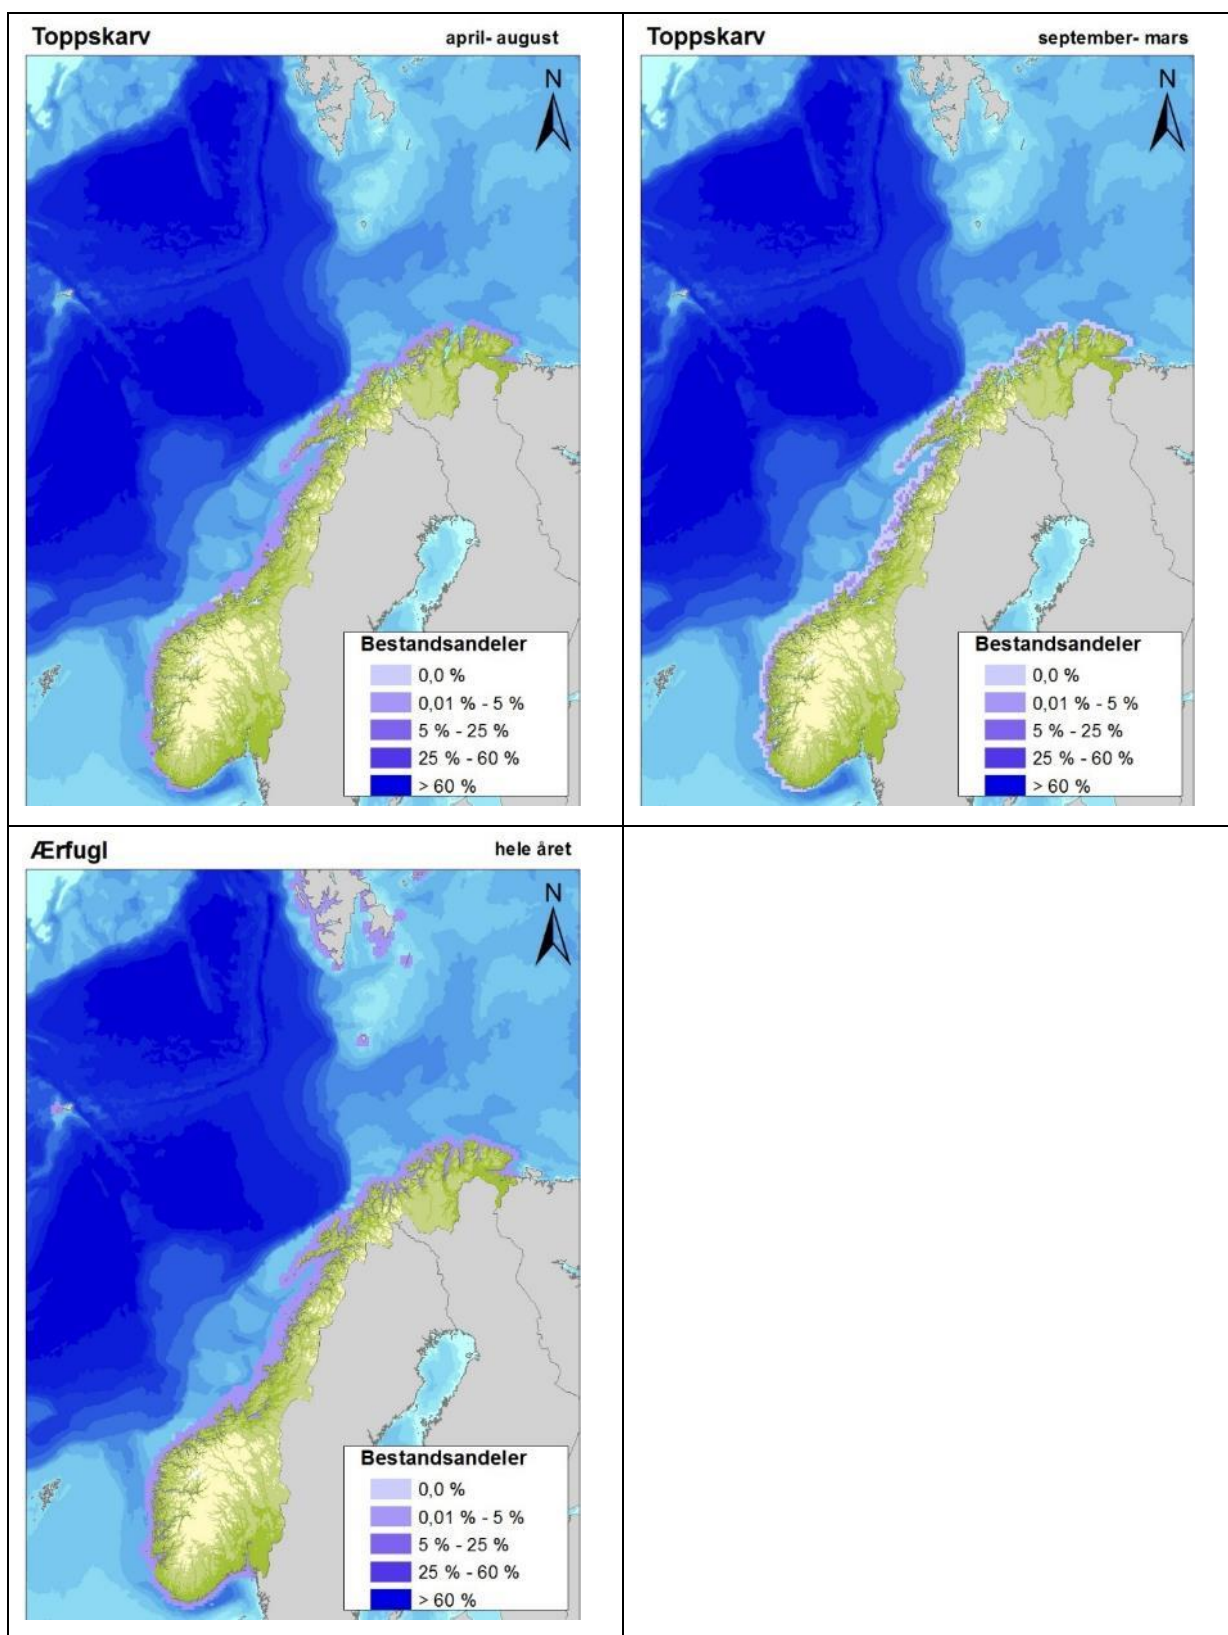 Toppskarv april- august
N
Bestandsandeler
0,0 %
0,01 % - 5 %
5 % - 25 %
25 % - 60 %
> 60 %
Toppskarv september- mars
N
Bestandsandeler
0,0 %
0,01 % - 5 %
5 % - 25 %
25 % - 60 %
> 60 %
Ærfugl hele året
N
Bestandsandeler
0,0 %
0,01 % - 5 %
5 % - 25 %
25 % - 60 %
> 60 %